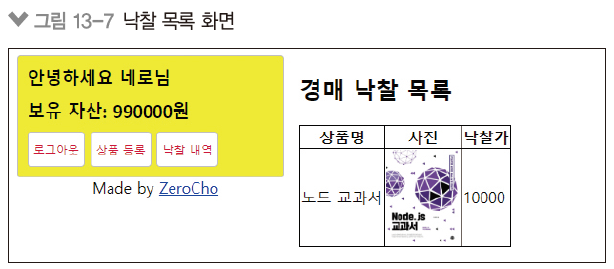 그림 13-7 낙찰 목록 화면
안녕하세요 네로님
보유 자산: 990000원
로그아웃 상품 등록 낙찰 내역
Made by ZeroCho
경매 낙찰 목록
상품명 사진 낙찰가
노드 교과서 10000
Node.js
교과서